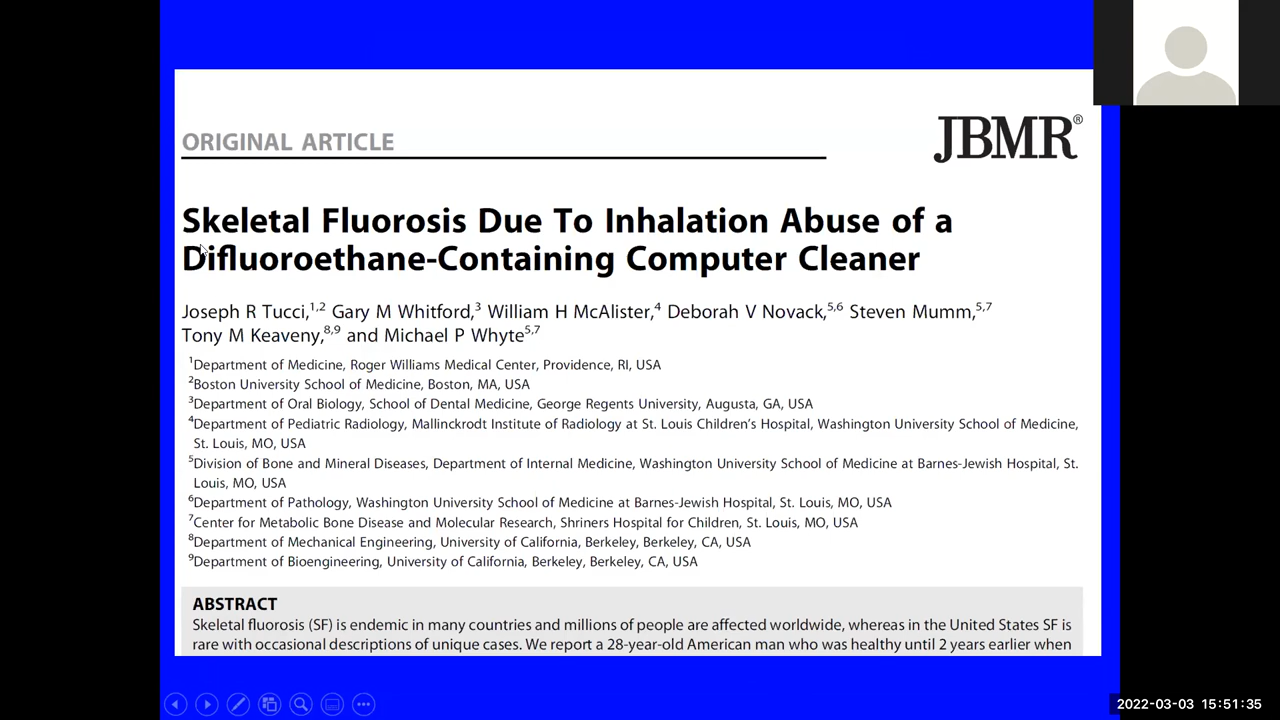 ORIGINAL ARTICLE
JBMR®
Skeletal Fluorosis Due To Inhalation Abuse of a
Difluoroethane-Containing Computer Cleaner
Joseph R Tucci,1,2 Gary M Whitford,3 William H McAlister,4 Deborah V Novack,5,6 Steven Mumm,5,7
Tony M Keaveny,8,9 and Michael P Whyte5,7
1Department of Medicine, Roger Williams Medical Center, Providence, RI, USA
2Boston University School of Medicine, Boston, MA, USA
3Department of Oral Biology, School of Dental Medicine, George Regents University, Augusta, GA, USA
4Department of Pediatric Radiology, Mallinckrodt Institute of Radiology at St. Louis Children's Hospital, Washington University School of Medicine,
St. Louis, MO, USA
5Division of Bone and Mineral Diseases, Department of Internal Medicine, Washington University School of Medicine at Barnes-Jewish Hospital, St.
Louis, MO, USA
6Department of Pathology, Washington University School of Medicine at Barnes-Jewish Hospital, St. Louis, MO, USA
7Center for Metabolic Bone Disease and Molecular Research, Shriners Hospital for Children, St. Louis, MO, USA
8Department of Mechanical Engineering, University of California, Berkeley, Berkeley, CA, USA
9Department of Bioengineering, University of California, Berkeley, Berkeley, CA, USA
ABSTRACT
Skeletal fluorosis (SF) is endemic in many countries and millions of people are affected worldwide, whereas in the United States SF is
rare with occasional descriptions of unique cases. We report a 28-year-old American man who was healthy until 2 years earlier when
2022-03-03 15:51:35